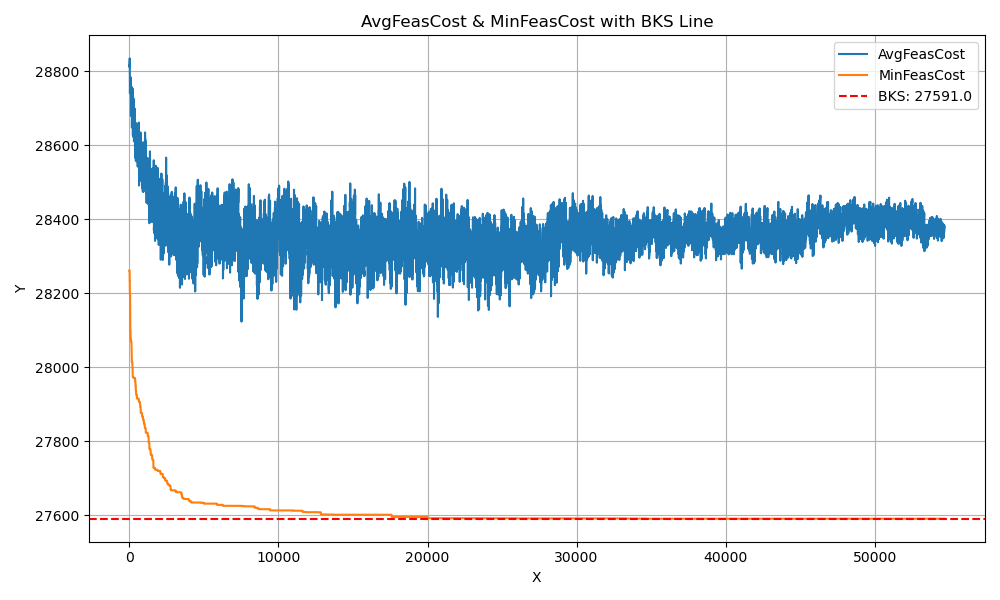 AvgFeasCost & MinFeasCost with BKS Line
AvgFeasCost
MinFeasCost
BKS: 27591.0
Y
28800
28600
28400
28200
28000
27800
27600
0 10000 20000 30000 40000 50000
X